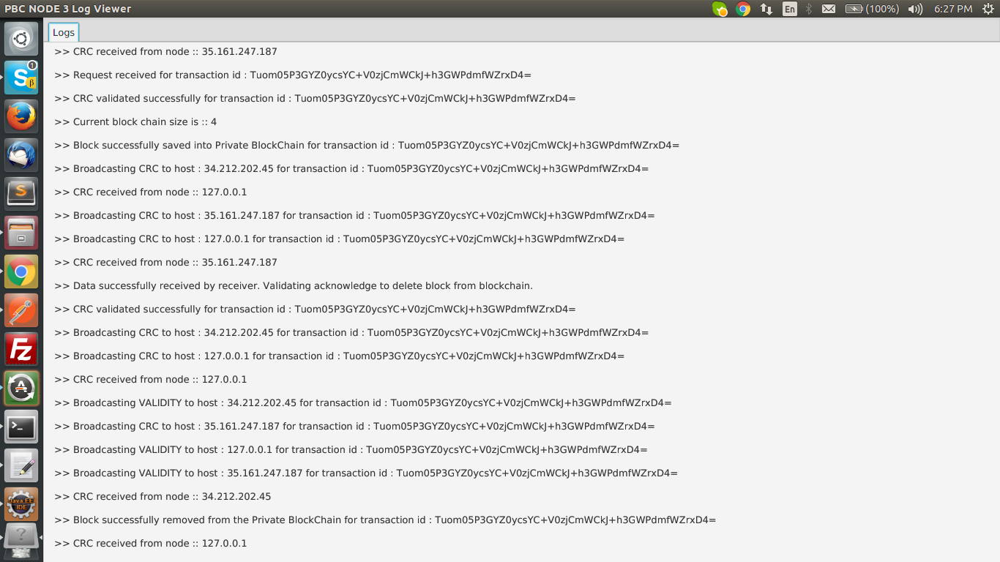 PBC NODE 3 Log Viewer
En
(100%)
6:27 PM
Logs
>> CRC received from node :: 35.161.247.187
>> Request received for transaction id : Tuom05P3GYZ0ycsYC+V0zjCmWCkJ+h3GWPdmfWZrxD4=
>> CRC validated successfully for transaction id : Tuom05P3GYZ0ycsYC+V0zjCmWCkJ+h3GWPdmfWZrxD4=
>> Current block chain size is :: 4
>> Block successfully saved into Private BlockChain for transaction id : Tuom05P3GYZ0ycsYC+V0zjCmWCkJ+h3GWPdmfWZrxD4=
>> Broadcasting CRC to host : 34.212.202.45 for transaction id : Tuom05P3GYZ0ycsYC+V0zjCmWCkJ+h3GWPdmfWZrxD4=
>> CRC received from node :: 127.0.0.1
>> Broadcasting CRC to host : 35.161.247.187 for transaction id : Tuom05P3GYZ0ycsYC+V0zjCmWCkJ+h3GWPdmfWZrxD4=
>> Broadcasting CRC to host : 127.0.0.1 for transaction id : Tuom05P3GYZ0ycsYC+V0zjCmWCkJ+h3GWPdmfWZrxD4=
>> CRC received from node :: 35.161.247.187
>> Data successfully received by receiver. Validating acknowledge to delete block from blockchain.
>> CRC validated successfully for transaction id : Tuom05P3GYZ0ycsYC+V0zjCmWCkJ+h3GWPdmfWZrxD4=
>> Broadcasting CRC to host : 34.212.202.45 for transaction id : Tuom05P3GYZ0ycsYC+V0zjCmWCkJ+h3GWPdmfWZrxD4=
>> Broadcasting CRC to host : 127.0.0.1 for transaction id : Tuom05P3GYZ0ycsYC+V0zjCmWCkJ+h3GWPdmfWZrxD4=
>> CRC received from node :: 127.0.0.1
>> Broadcasting VALIDITY to host : 34.212.202.45 for transaction id : Tuom05P3GYZ0ycsYC+V0zjCmWCkJ+h3GWPdmfWZrxD4=
>> Broadcasting CRC to host : 35.161.247.187 for transaction id : Tuom05P3GYZ0ycsYC+V0zjCmWCkJ+h3GWPdmfWZrxD4=
>> Broadcasting VALIDITY to host : 127.0.0.1 for transaction id : Tuom05P3GYZ0ycsYC+V0zjCmWCkJ+h3GWPdmfWZrxD4=
>> Broadcasting VALIDITY to host : 35.161.247.187 for transaction id : Tuom05P3GYZ0ycsYC+V0zjCmWCkJ+h3GWPdmfWZrxD4=
>> CRC received from node :: 34.212.202.45
>> Block successfully removed from the Private BlockChain for transaction id : Tuom05P3GYZ0ycsYC+V0zjCmWCkJ+h3GWPdmfWZrxD4=
>> CRC received from node :: 127.0.0.1
S
1
β
S
Fz
A
>_
Java EE
IDE
?